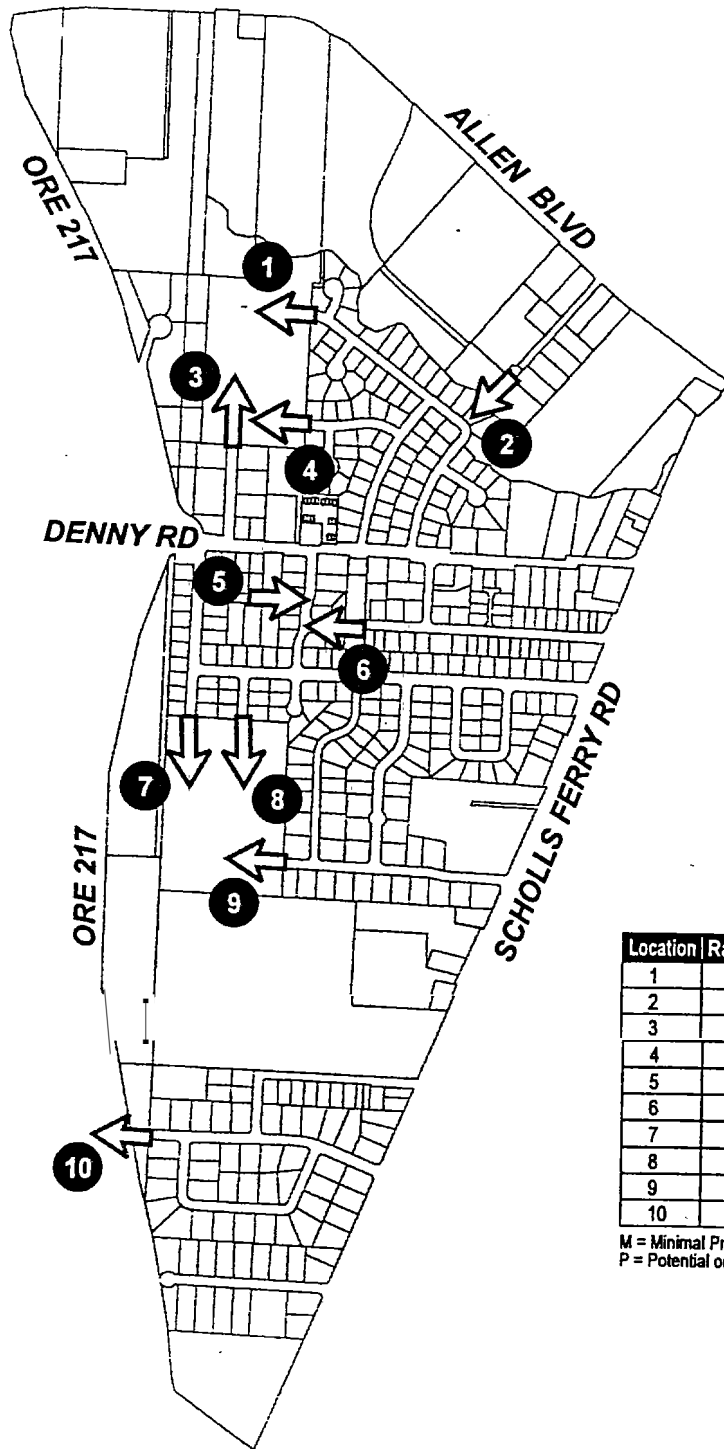 ALLEN BLVD
ORE 217
1
3
2
4
DENNY RD
5
6
7
8
SCHOLLS FERRY RD
ORE 217
9
Location
1
2
3
4
5
6
7
8
9
10
M = Minimal
P = Potential
10